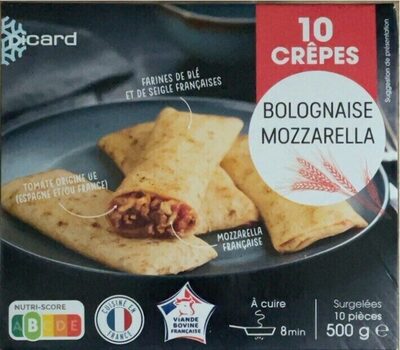 Picard
10
CRÊPES
BOLOGNAISE
MOZZARELLA
Suggestion de présentation
FARINES DE BLÉ
ET DE SEIGLE FRANÇAISES
TOMATE ORIGINE UE
(ESPAGNE ET/OU FRANCE)
MOZZARELLA
FRANÇAISE
NUTRI-SCORE
A B C D E
CUISINÉ EN
FRANCE
VIANDE
BOVINE
FRANÇAISE
À cuire
8 min
Surgelées
10 pièces
500 g e